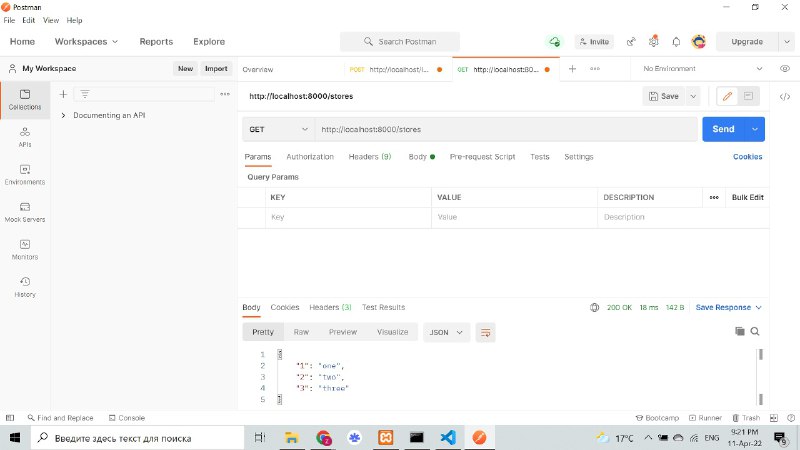 Postman
File Edit View Help
Home Workspaces Reports Explore Search Postman Invite Upgrade
My Workspace New Import Overview POST http://localhost/l... GET http://localhost:80... No Environment
Collections
APIs
Environments
Mock Servers
Monitors
History
Documenting an API
http://localhost:8000/stores Save
GET http://localhost:8000/stores Send
Params Authorization Headers (9) Body Pre-request Script Tests Settings Cookies
Query Params
KEY VALUE DESCRIPTION Bulk Edit
Key Value Description
Body Cookies Headers (3) Test Results 200 OK 18 ms 142 B Save Response
Pretty Raw Preview Visualize JSON
1 {
2 "1": "one",
3 "2": "two",
4 "3": "three"
5 }
Find and Replace Console Bootcamp Runner Trash
Введите здесь текст для поиска 17°C ENG 9:21 PM
11-Apr-22